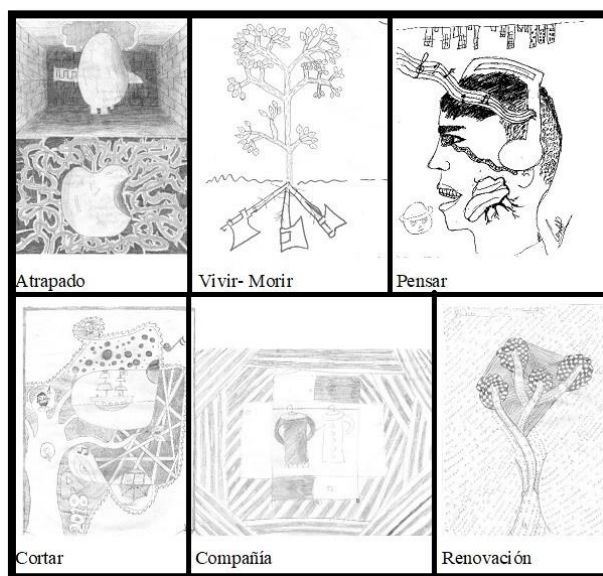 Atrapado
Vivir- Morir
Pensar
Cortar
Compañía
Renovación